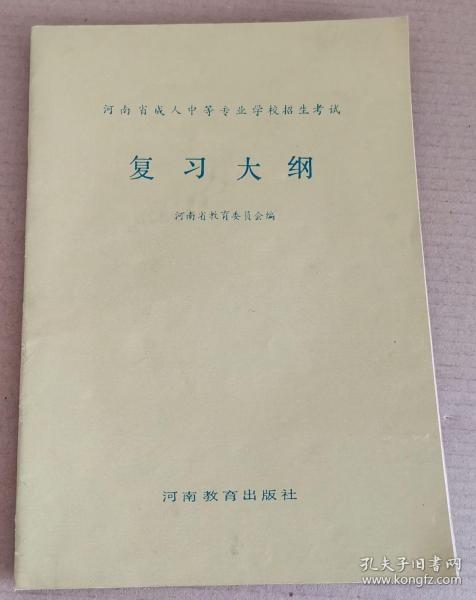 河南省成人中等专业学校招生考试
复习大纲
河南省教育委员会编
河南教育出版社
孔夫子旧书网
kongfz.com